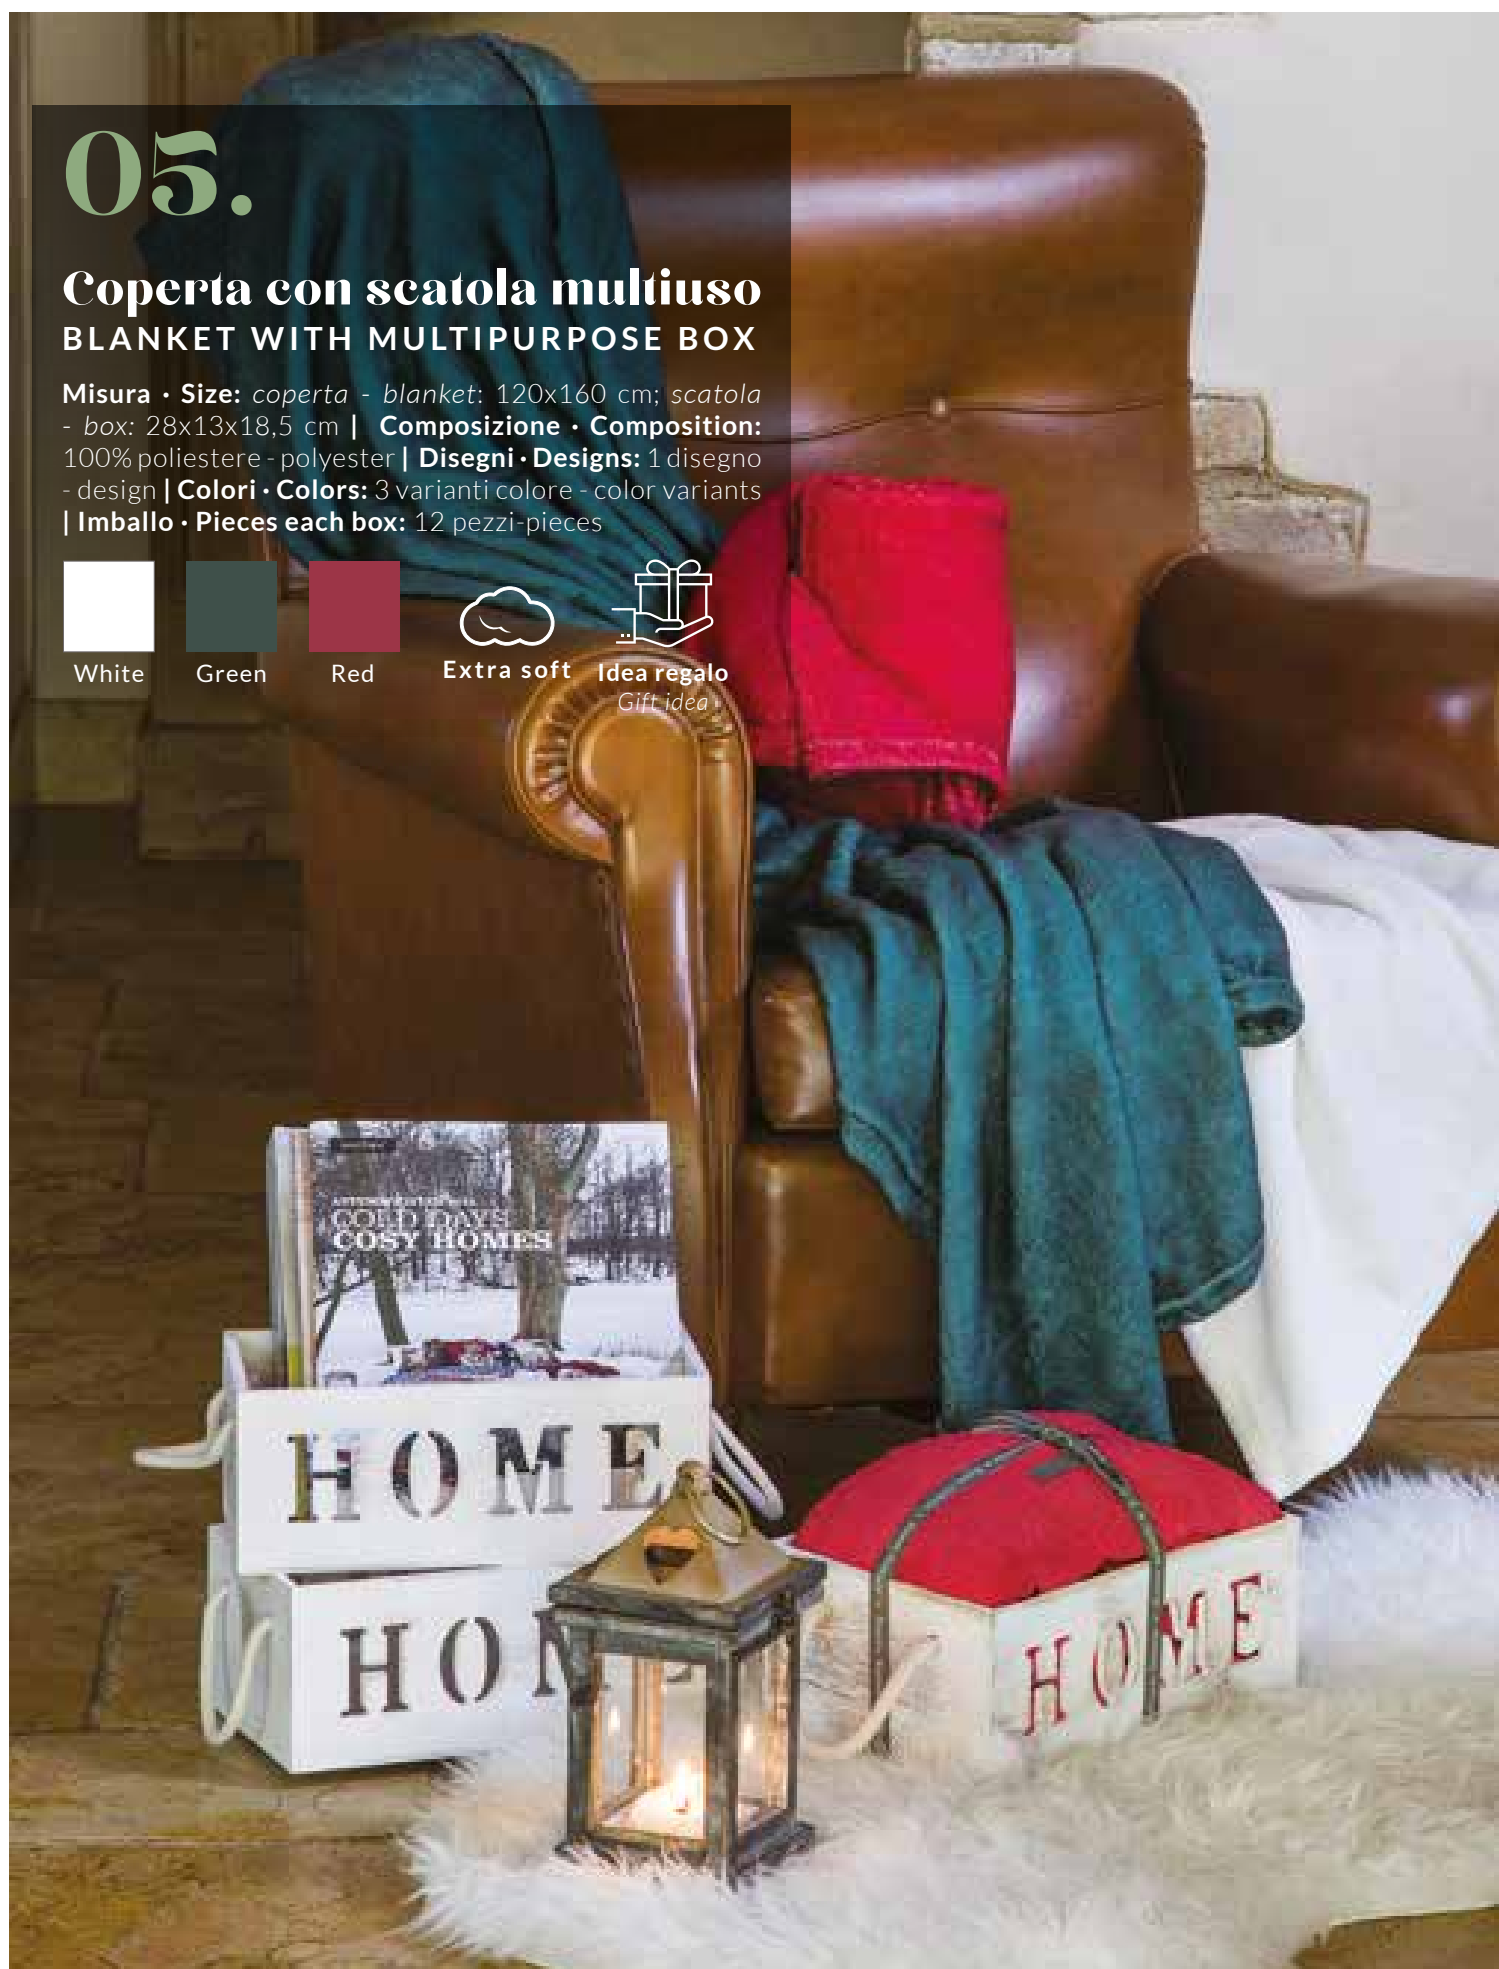 05.
Coperta con scatola multiuso
BLANKET WITH MULTIPURPOSE BOX
Misura · Size: coperta - blanket: 120x160 cm; scatola
- box: 28x13x18,5 cm | Composizione · Composition:
100% poliestere - polyester | Disegni · Designs: 1 disegno
- design | Colori · Colors: 3 varianti colore - color variants
| Imballo · Pieces each box: 12 pezzi-pieces
White
Green
Red
Extra soft
Idea regalo
Gift idea
COLD DAYS
COSY HOMES
HOME
HOME
HOME